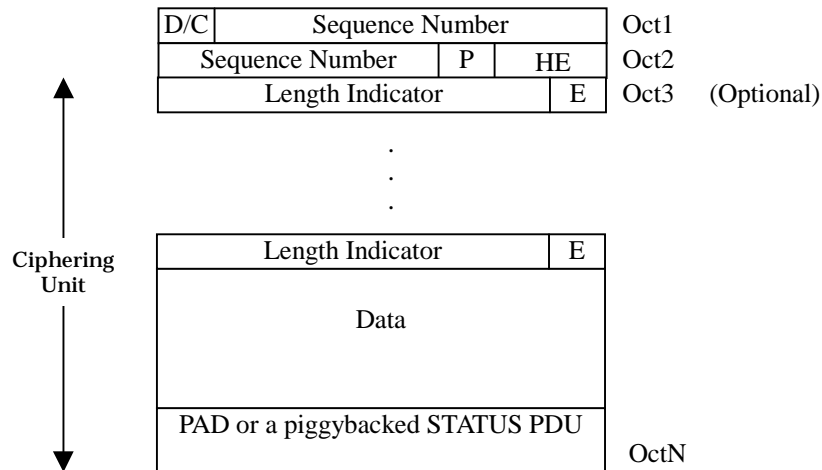 D/C Sequence Number Oct1
Sequence Number P HE Oct2
Length Indicator E Oct3 (Optional)
.
.
.
Ciphering
Unit
Length Indicator E
Data
PAD or a piggybacked STATUS PDU
OctN